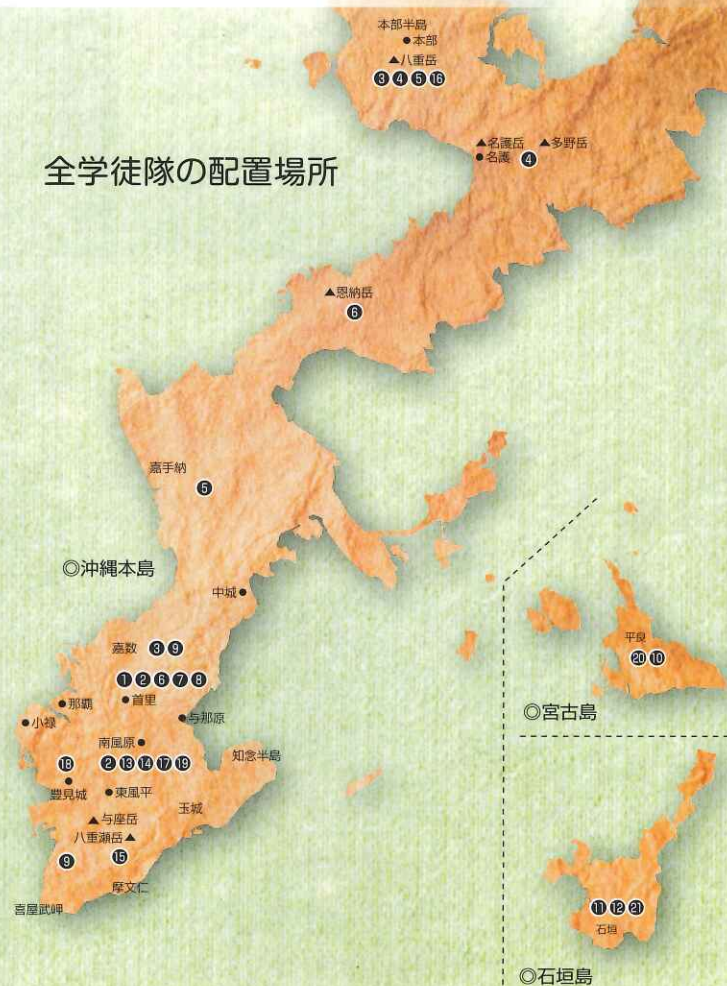 本部半島
●本部
▲八重岳
❸❹❺⓰
全学徒隊の配置場所
▲名護岳
▲多野岳
●名護
❹
▲恩納岳
❻
嘉手納
❺
◎沖縄本島
中城●
嘉数
❸❾
❶❷❻❼❽
●首里
●那覇
●小禄
●与那原
南風原●
❷⓭⓮⓱⓳
⓲
豊見城
●東風平
知念半島
玉城
▲与座岳
八重瀬岳▲
❾
⓯
摩文仁
喜屋武岬
平良
⓴❿
◎宮古島
⓫⓬㉑
石垣
◎石垣島